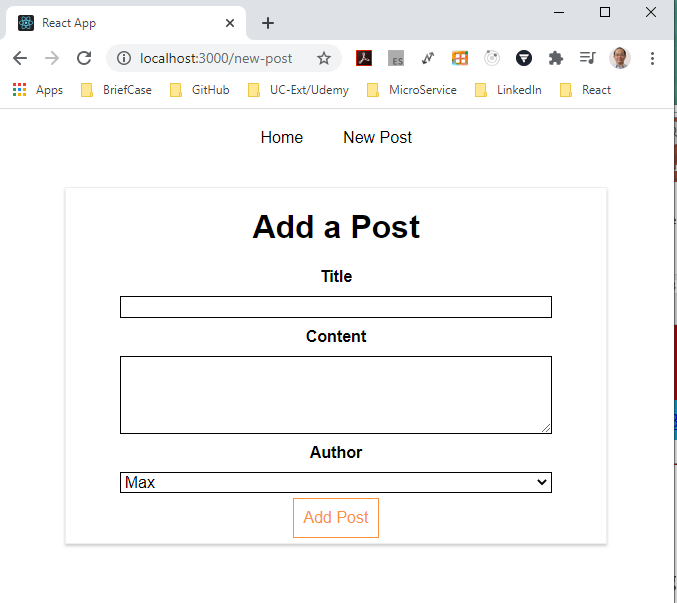 React App
localhost:3000/new-post
ES
Apps BriefCase GitHub UC-Ext/Udemy MicroService LinkedIn React
Home New Post
Add a Post
Title
Content
Author
Max
Add Post